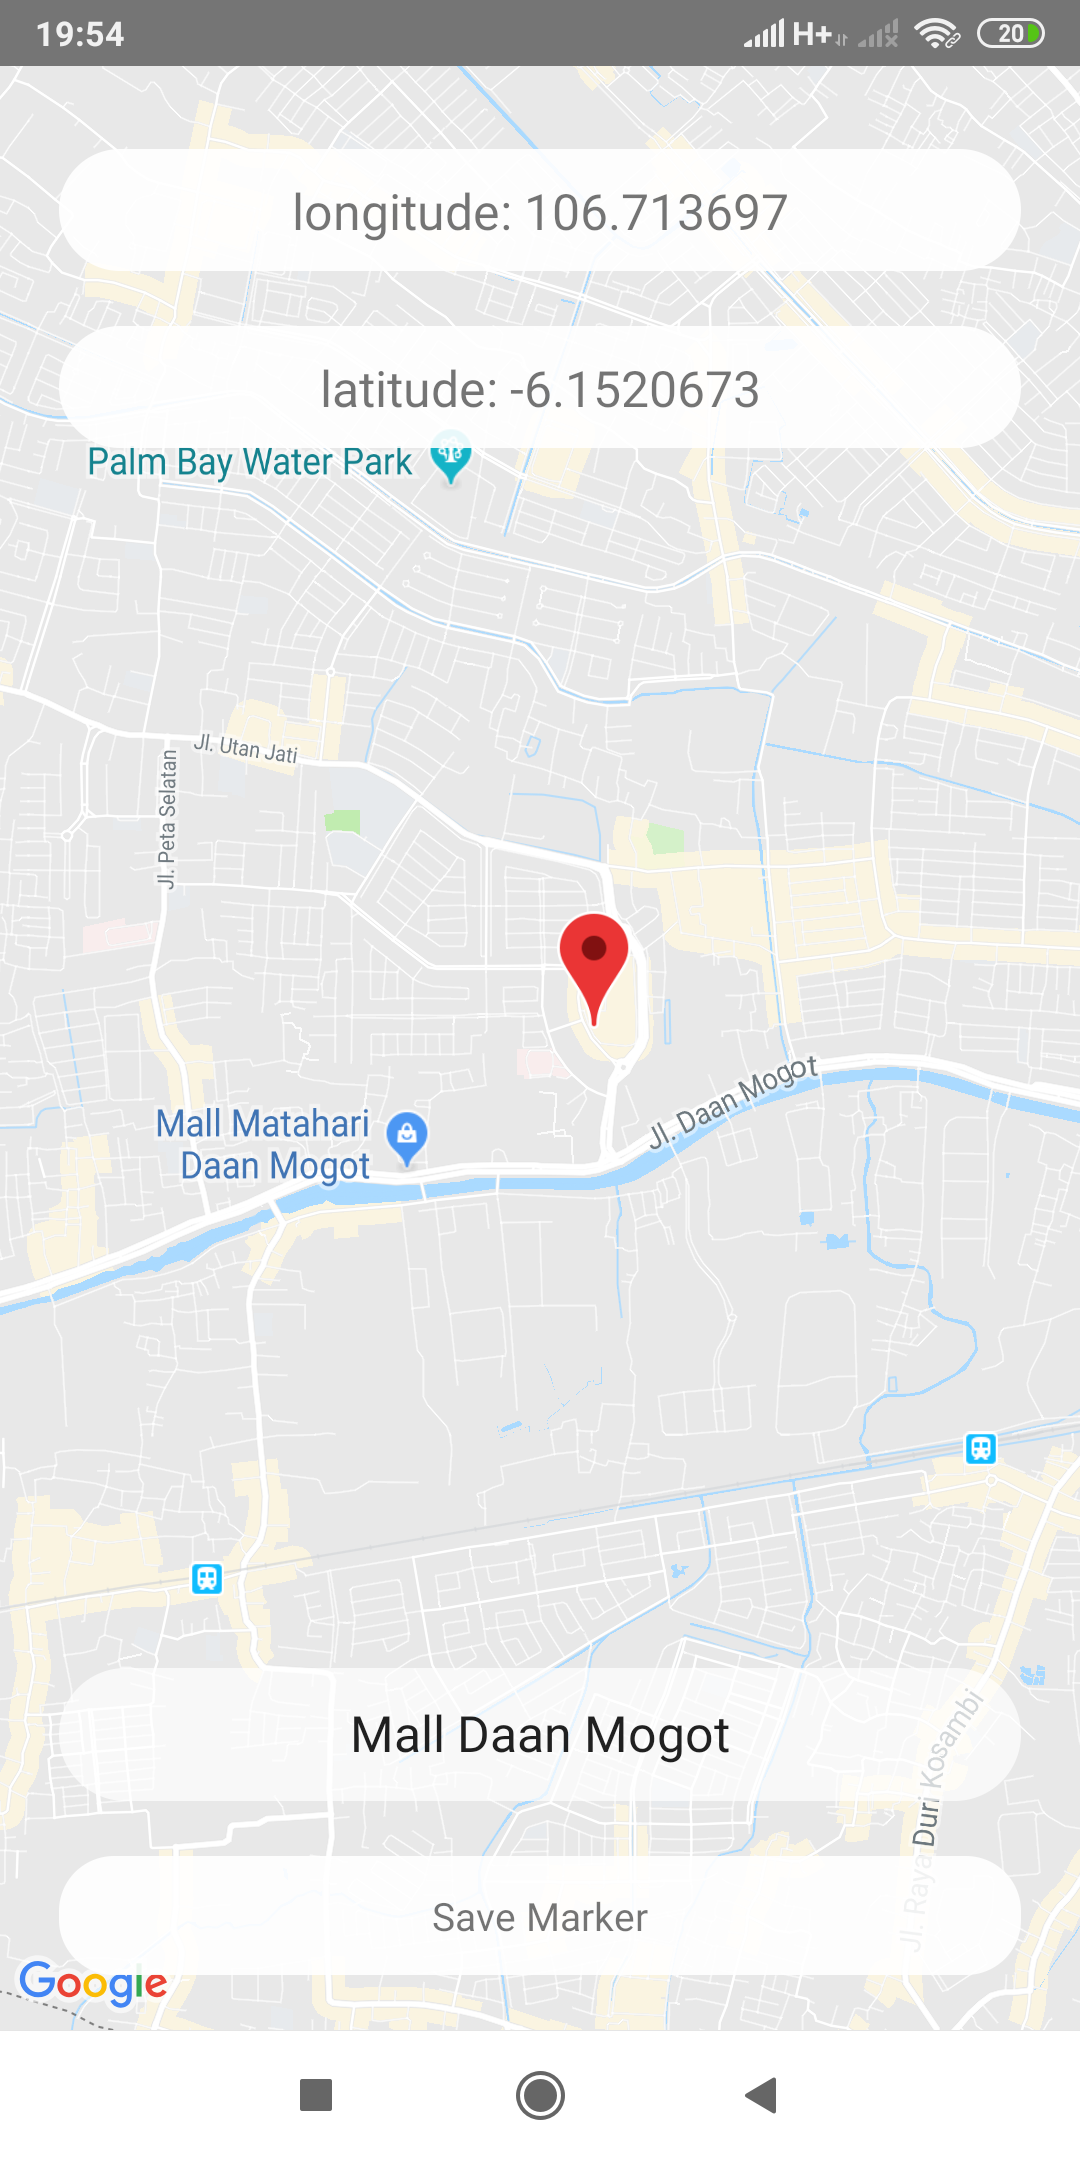 19:54
H+
20
longitude: 106.713697
latitude: -6.1520673
Palm Bay Water Park
Jl. Utan Jati
Jl. Peta Selatan
Jl. Daan Mogot
Mall Matahari
Daan Mogot
Mall Daan Mogot
Jl. Raya Duri Kosambi
Save Marker
Google